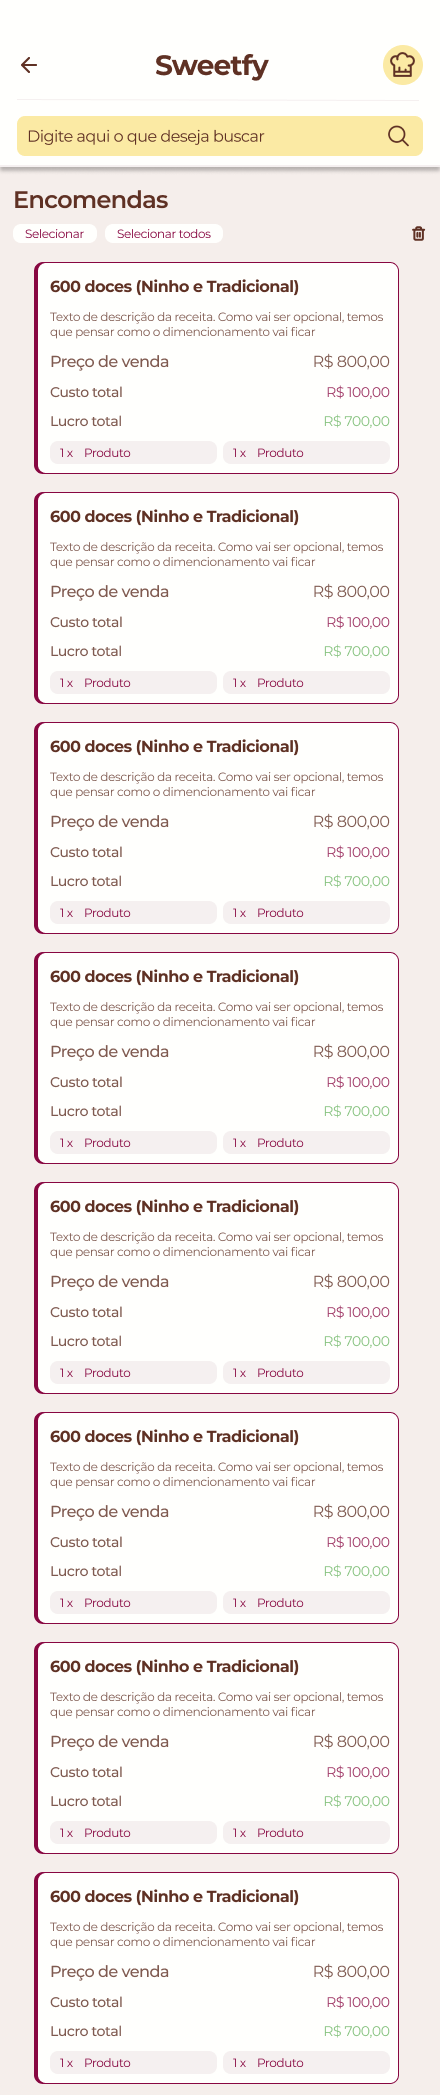 Sweetfy
Digite aqui o que deseja buscar
Encomendas
Selecionar Selecionar todos
600 doces (Ninho e Tradicional)
Texto de descrição da receita. Como vai ser opcional, temos
que pensar como o dimencionamento vai ficar
Preço de venda R$ 800,00
Custo total R$ 100,00
Lucro total R$ 700,00
1 x Produto 1 x Produto
600 doces (Ninho e Tradicional)
Texto de descrição da receita. Como vai ser opcional, temos
que pensar como o dimencionamento vai ficar
Preço de venda R$ 800,00
Custo total R$ 100,00
Lucro total R$ 700,00
1 x Produto 1 x Produto
600 doces (Ninho e Tradicional)
Texto de descrição da receita. Como vai ser opcional, temos
que pensar como o dimencionamento vai ficar
Preço de venda R$ 800,00
Custo total R$ 100,00
Lucro total R$ 700,00
1 x Produto 1 x Produto
600 doces (Ninho e Tradicional)
Texto de descrição da receita. Como vai ser opcional, temos
que pensar como o dimencionamento vai ficar
Preço de venda R$ 800,00
Custo total R$ 100,00
Lucro total R$ 700,00
1 x Produto 1 x Produto
600 doces (Ninho e Tradicional)
Texto de descrição da receita. Como vai ser opcional, temos
que pensar como o dimencionamento vai ficar
Preço de venda R$ 800,00
Custo total R$ 100,00
Lucro total R$ 700,00
1 x Produto 1 x Produto
600 doces (Ninho e Tradicional)
Texto de descrição da receita. Como vai ser opcional, temos
que pensar como o dimencionamento vai ficar
Preço de venda R$ 800,00
Custo total R$ 100,00
Lucro total R$ 700,00
1 x Produto 1 x Produto
600 doces (Ninho e Tradicional)
Texto de descrição da receita. Como vai ser opcional, temos
que pensar como o dimencionamento vai ficar
Preço de venda R$ 800,00
Custo total R$ 100,00
Lucro total R$ 700,00
1 x Produto 1 x Produto
600 doces (Ninho e Tradicional)
Texto de descrição da receita. Como vai ser opcional, temos
que pensar como o dimencionamento vai ficar
Preço de venda R$ 800,00
Custo total R$ 100,00
Lucro total R$ 700,00
1 x Produto 1 x Produto